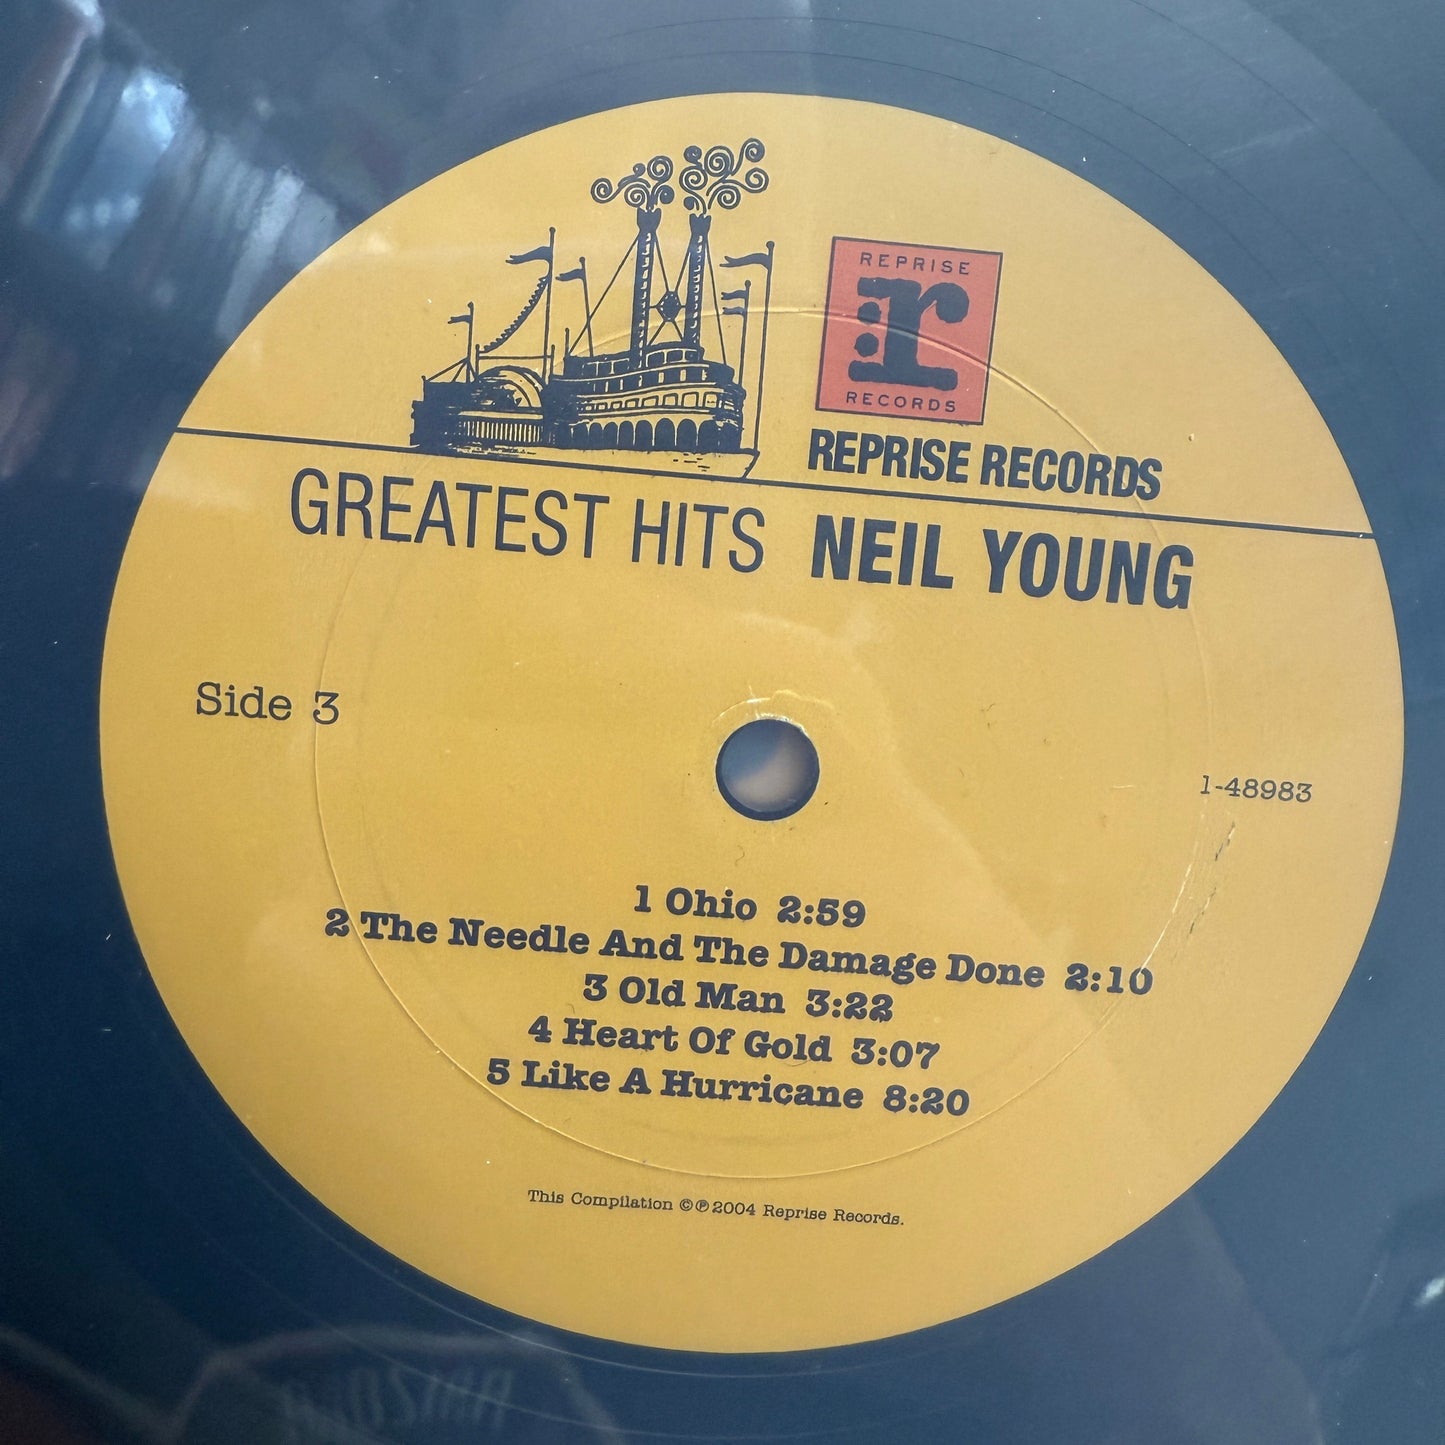 REPRISE
r
RECORDS
REPRISE RECORDS
GREATEST HITS NEIL YOUNG
Side 3
1-48983
1 Ohio 2:59
2 The Needle And The Damage Done 2:10
3 Old Man 3:22
4 Heart Of Gold 3:07
5 Like A Hurricane 8:20
This Compilation ©℗2004 Reprise Records.